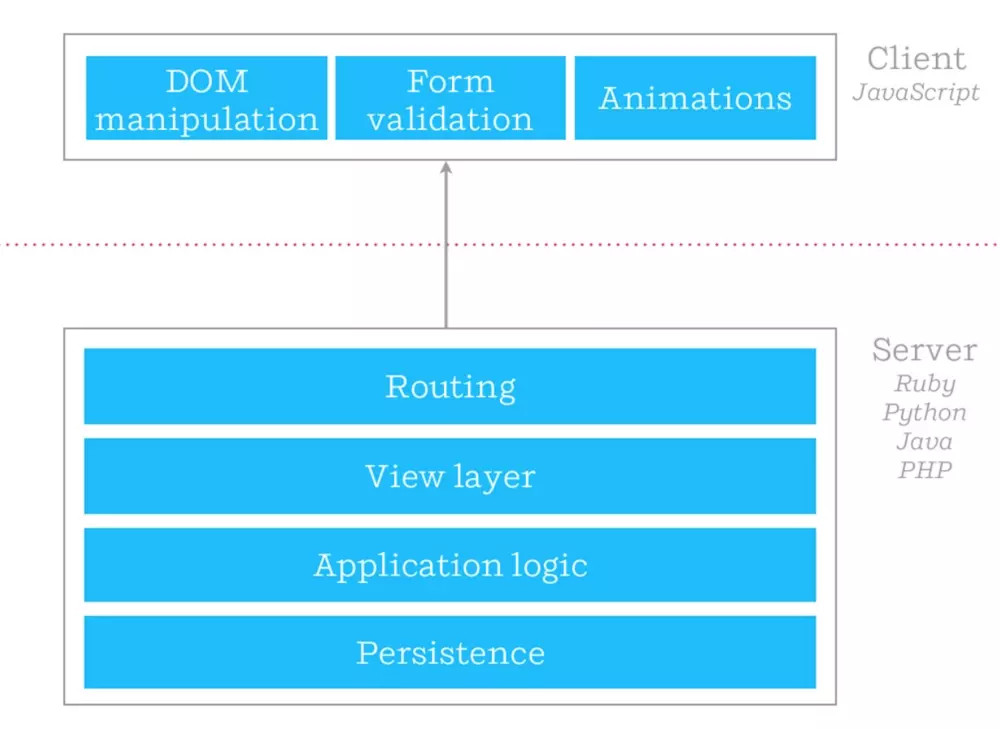 DOM
manipulation
Form
validation
Animations
Client
JavaScript
Routing
View layer
Application logic
Persistence
Server
Ruby
Python
Java
PHP